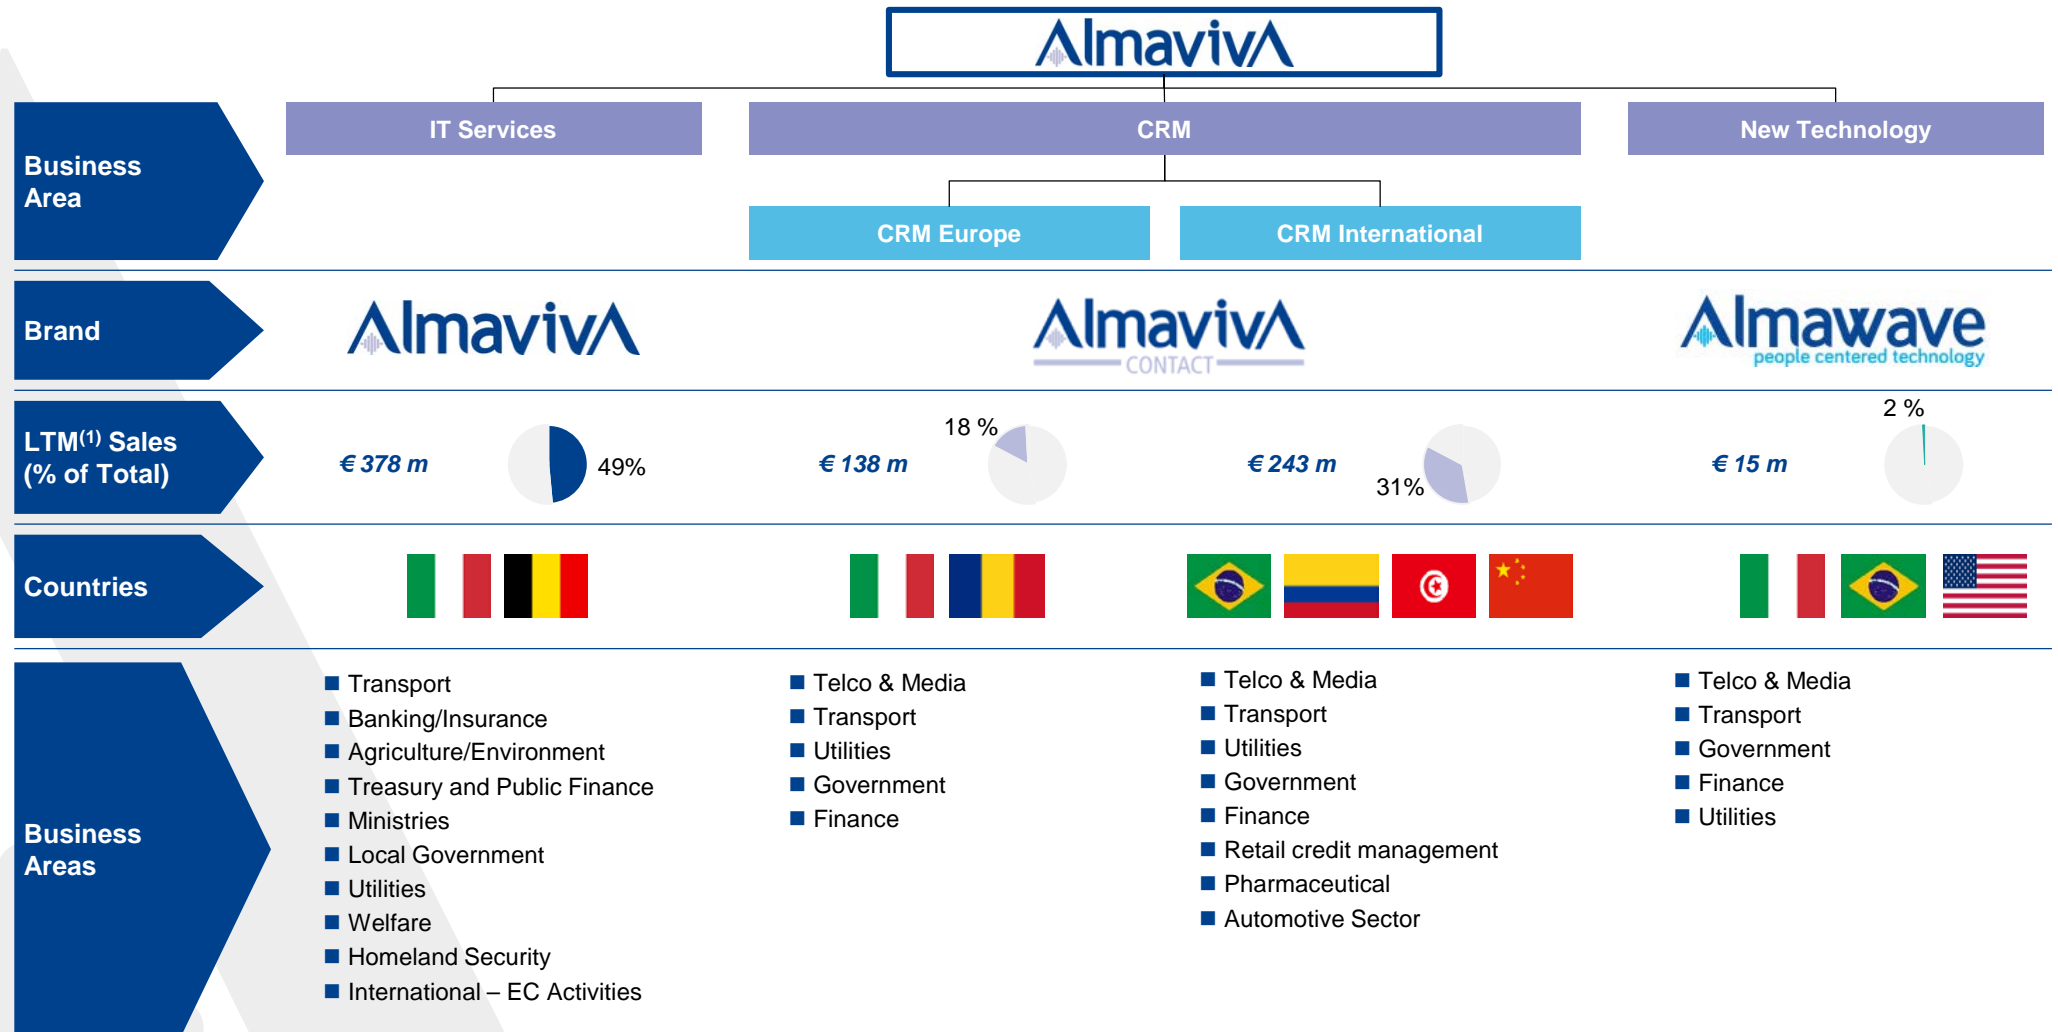 AlmavivA
IT Services
CRM
New Technology
Business
Area
CRM Europe
CRM International
Brand
AlmavivA
AlmavivA
CONTACT
Almawave
people centered technology
LTM(1) Sales
(% of Total)
€ 378 m
49%
€ 138 m
18 %
€ 243 m
31%
€ 15 m
2 %
Countries
Business
Areas
■ Transport
■ Banking/Insurance
■ Agriculture/Environment
■ Treasury and Public Finance
■ Ministries
■ Local Government
■ Utilities
■ Welfare
■ Homeland Security
■ International – EC Activities
■ Telco & Media
■ Transport
■ Utilities
■ Government
■ Finance
■ Telco & Media
■ Transport
■ Utilities
■ Government
■ Finance
■ Retail credit management
■ Pharmaceutical
■ Automotive Sector
■ Telco & Media
■ Transport
■ Government
■ Finance
■ Utilities